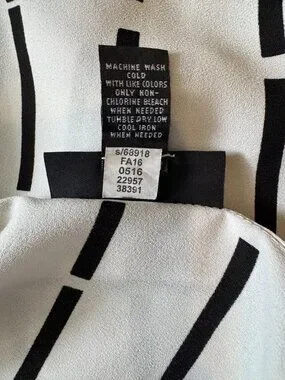 MACHINE WASH
COLD
WITH LIKE COLORS
ONLY NON-
CHLORINE BLEACH
WHEN NEEDED
TUMBLE DRY LOW
COOL IRON
WHEN NEEDED
s/68918
FA16
0516
22957
38391